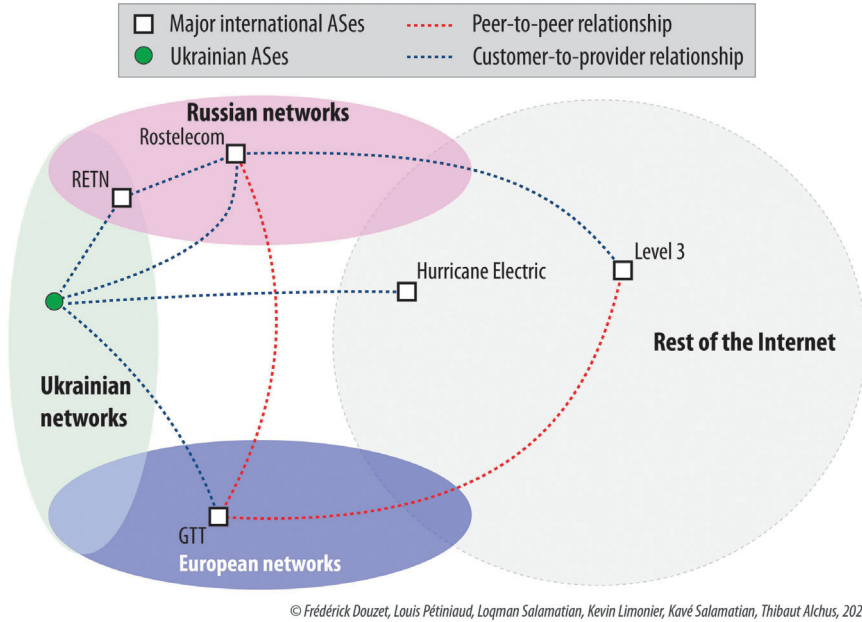 Major international ASes
Peer-to-peer relationship
Ukrainian ASes
Customer-to-provider relationship
Russian networks
Rostelecom
RETN
Level 3
Hurricane Electric
Rest of the Internet
Ukrainian
networks
GTT
European networks
© Frédérick Douzet, Louis Pétiniaud, Loqman Salamatian, Kevin Limonier, Kavé Salamatian, Thibaut Alchus,